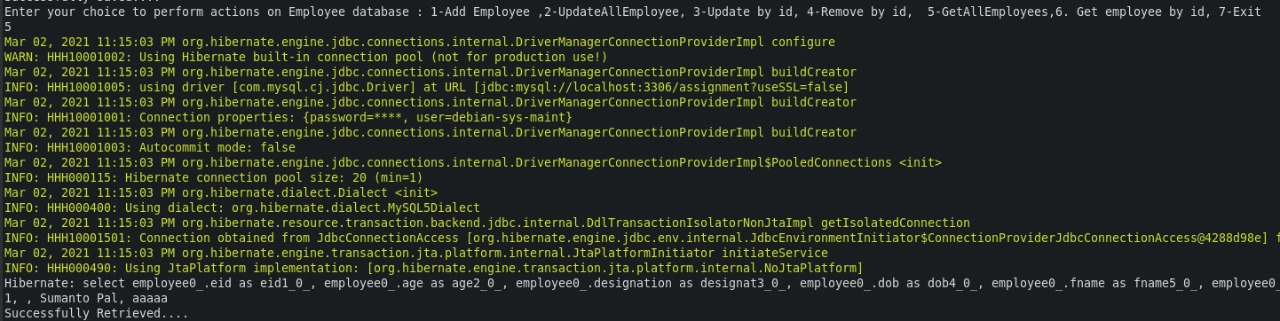 Enter your choice to perform actions on Employee database : 1-Add Employee ,2-UpdateAllEmployee, 3-Update by id, 4-Remove by id,  5-GetAllEmployees,6. Get employee by id, 7-Exit
5
Mar 02, 2021 11:15:03 PM org.hibernate.engine.jdbc.connections.internal.DriverManagerConnectionProviderImpl configure
WARN: HHH10001002: Using Hibernate built-in connection pool (not for production use!)
Mar 02, 2021 11:15:03 PM org.hibernate.engine.jdbc.connections.internal.DriverManagerConnectionProviderImpl buildCreator
INFO: HHH10001005: using driver [com.mysql.cj.jdbc.Driver] at URL [jdbc:mysql://localhost:3306/assignment?useSSL=false]
Mar 02, 2021 11:15:03 PM org.hibernate.engine.jdbc.connections.internal.DriverManagerConnectionProviderImpl buildCreator
INFO: HHH10001001: Connection properties: {password=****, user=debian-sys-maint}
Mar 02, 2021 11:15:03 PM org.hibernate.engine.jdbc.connections.internal.DriverManagerConnectionProviderImpl buildCreator
INFO: HHH10001003: Autocommit mode: false
Mar 02, 2021 11:15:03 PM org.hibernate.engine.jdbc.connections.internal.DriverManagerConnectionProviderImpl$PooledConnections <init>
INFO: HHH000115: Hibernate connection pool size: 20 (min=1)
Mar 02, 2021 11:15:03 PM org.hibernate.dialect.Dialect <init>
INFO: HHH000400: Using dialect: org.hibernate.dialect.MySQL5Dialect
Mar 02, 2021 11:15:03 PM org.hibernate.resource.transaction.backend.jdbc.internal.DdlTransactionIsolatorNonJtaImpl getIsolatedConnection
INFO: HHH10001501: Connection obtained from JdbcConnectionAccess [org.hibernate.engine.jdbc.env.internal.JdbcEnvironmentInitiator$ConnectionProviderJdbcConnectionAccess@4288d98e] f
Mar 02, 2021 11:15:03 PM org.hibernate.engine.transaction.jta.platform.internal.JtaPlatformInitiator initiateService
INFO: HHH000490: Using JtaPlatform implementation: [org.hibernate.engine.transaction.jta.platform.internal.NoJtaPlatform]
Hibernate: select employee0_.eid as eid1_0_, employee0_.age as age2_0_, employee0_.designation as designat3_0_, employee0_.dob as dob4_0_, employee0_.fname as fname5_0_, employee0_
1, , Sumanto Pal, aaaaa
Successfully Retrieved....